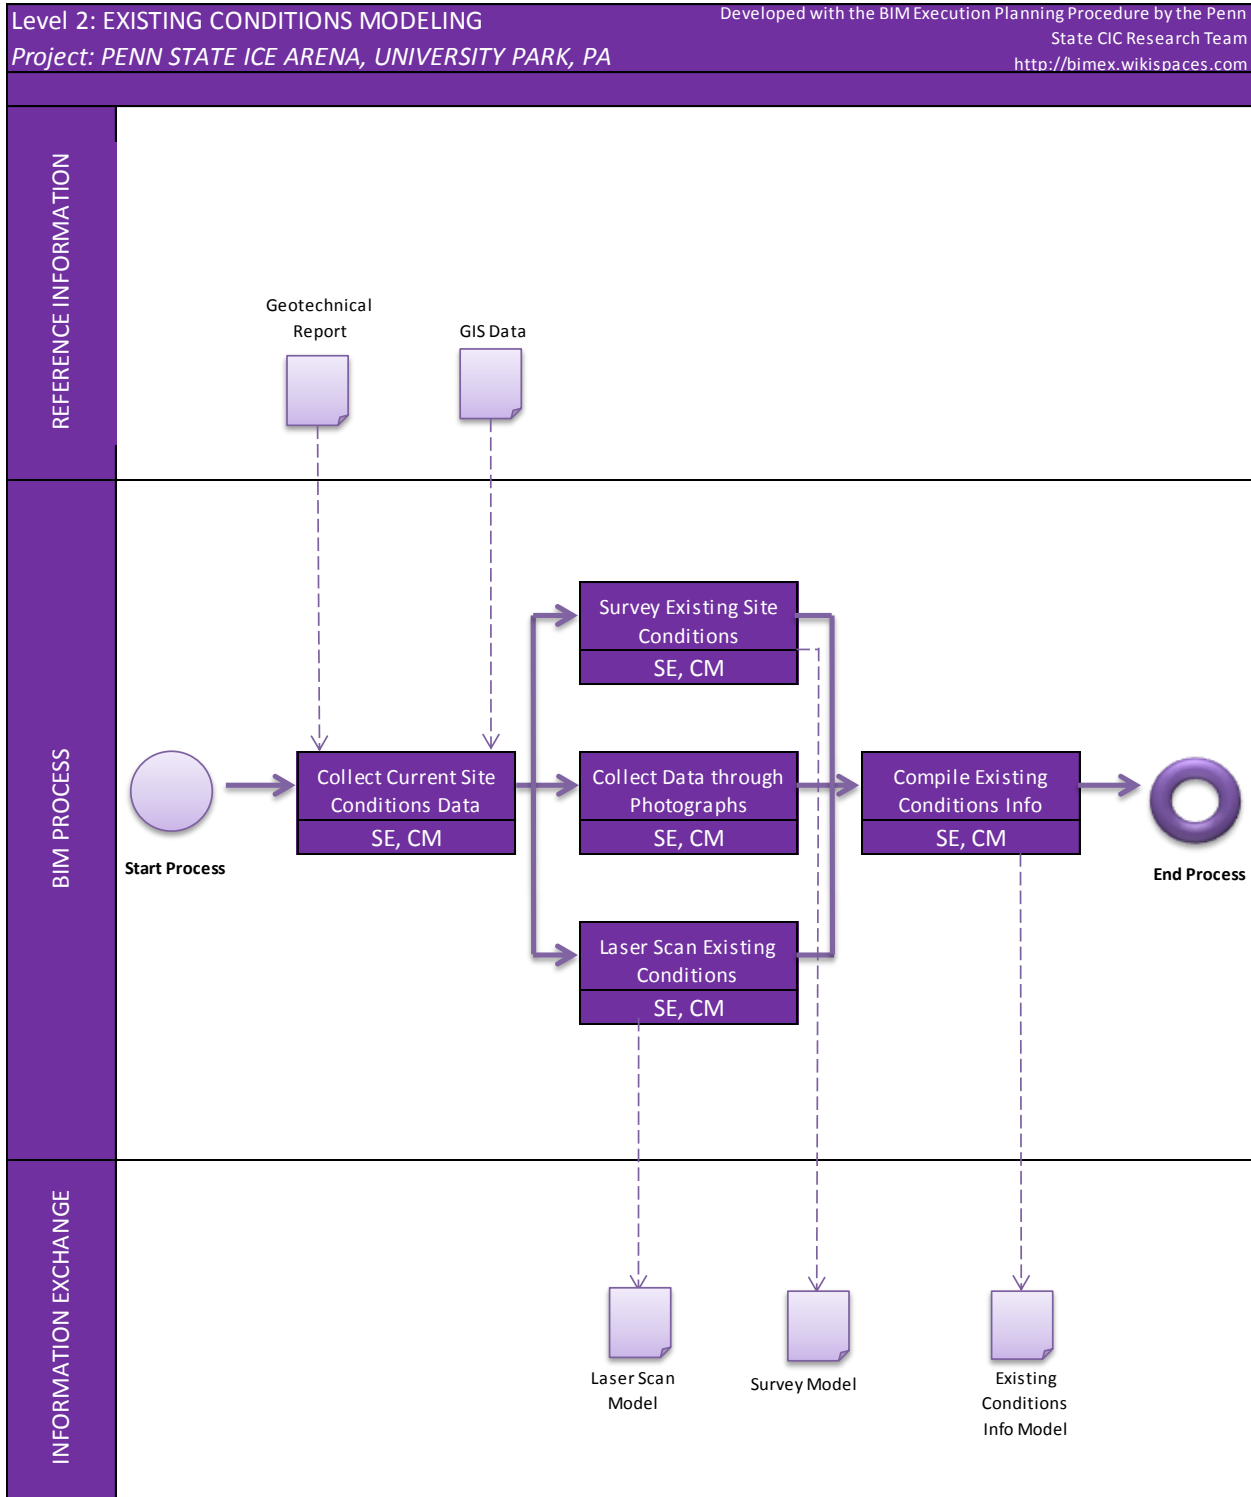 Level 2: EXISTING CONDITIONS MODELING
Project: PENN STATE ICE ARENA, UNIVERSITY PARK, PA
Developed with the BIM Execution Planning Procedure by the Penn
State CIC Research Team
http://bimex.wikispaces.com
REFERENCE INFORMATION
Geotechnical
Report
GIS Data
BIM PROCESS
Start Process
Collect Current Site
Conditions Data
SE, CM
Survey Existing Site
Conditions
SE, CM
Collect Data through
Photographs
SE, CM
Laser Scan Existing
Conditions
SE, CM
Compile Existing
Conditions Info
SE, CM
End Process
INFORMATION EXCHANGE
Laser Scan
Model
Survey Model
Existing
Conditions
Info Model